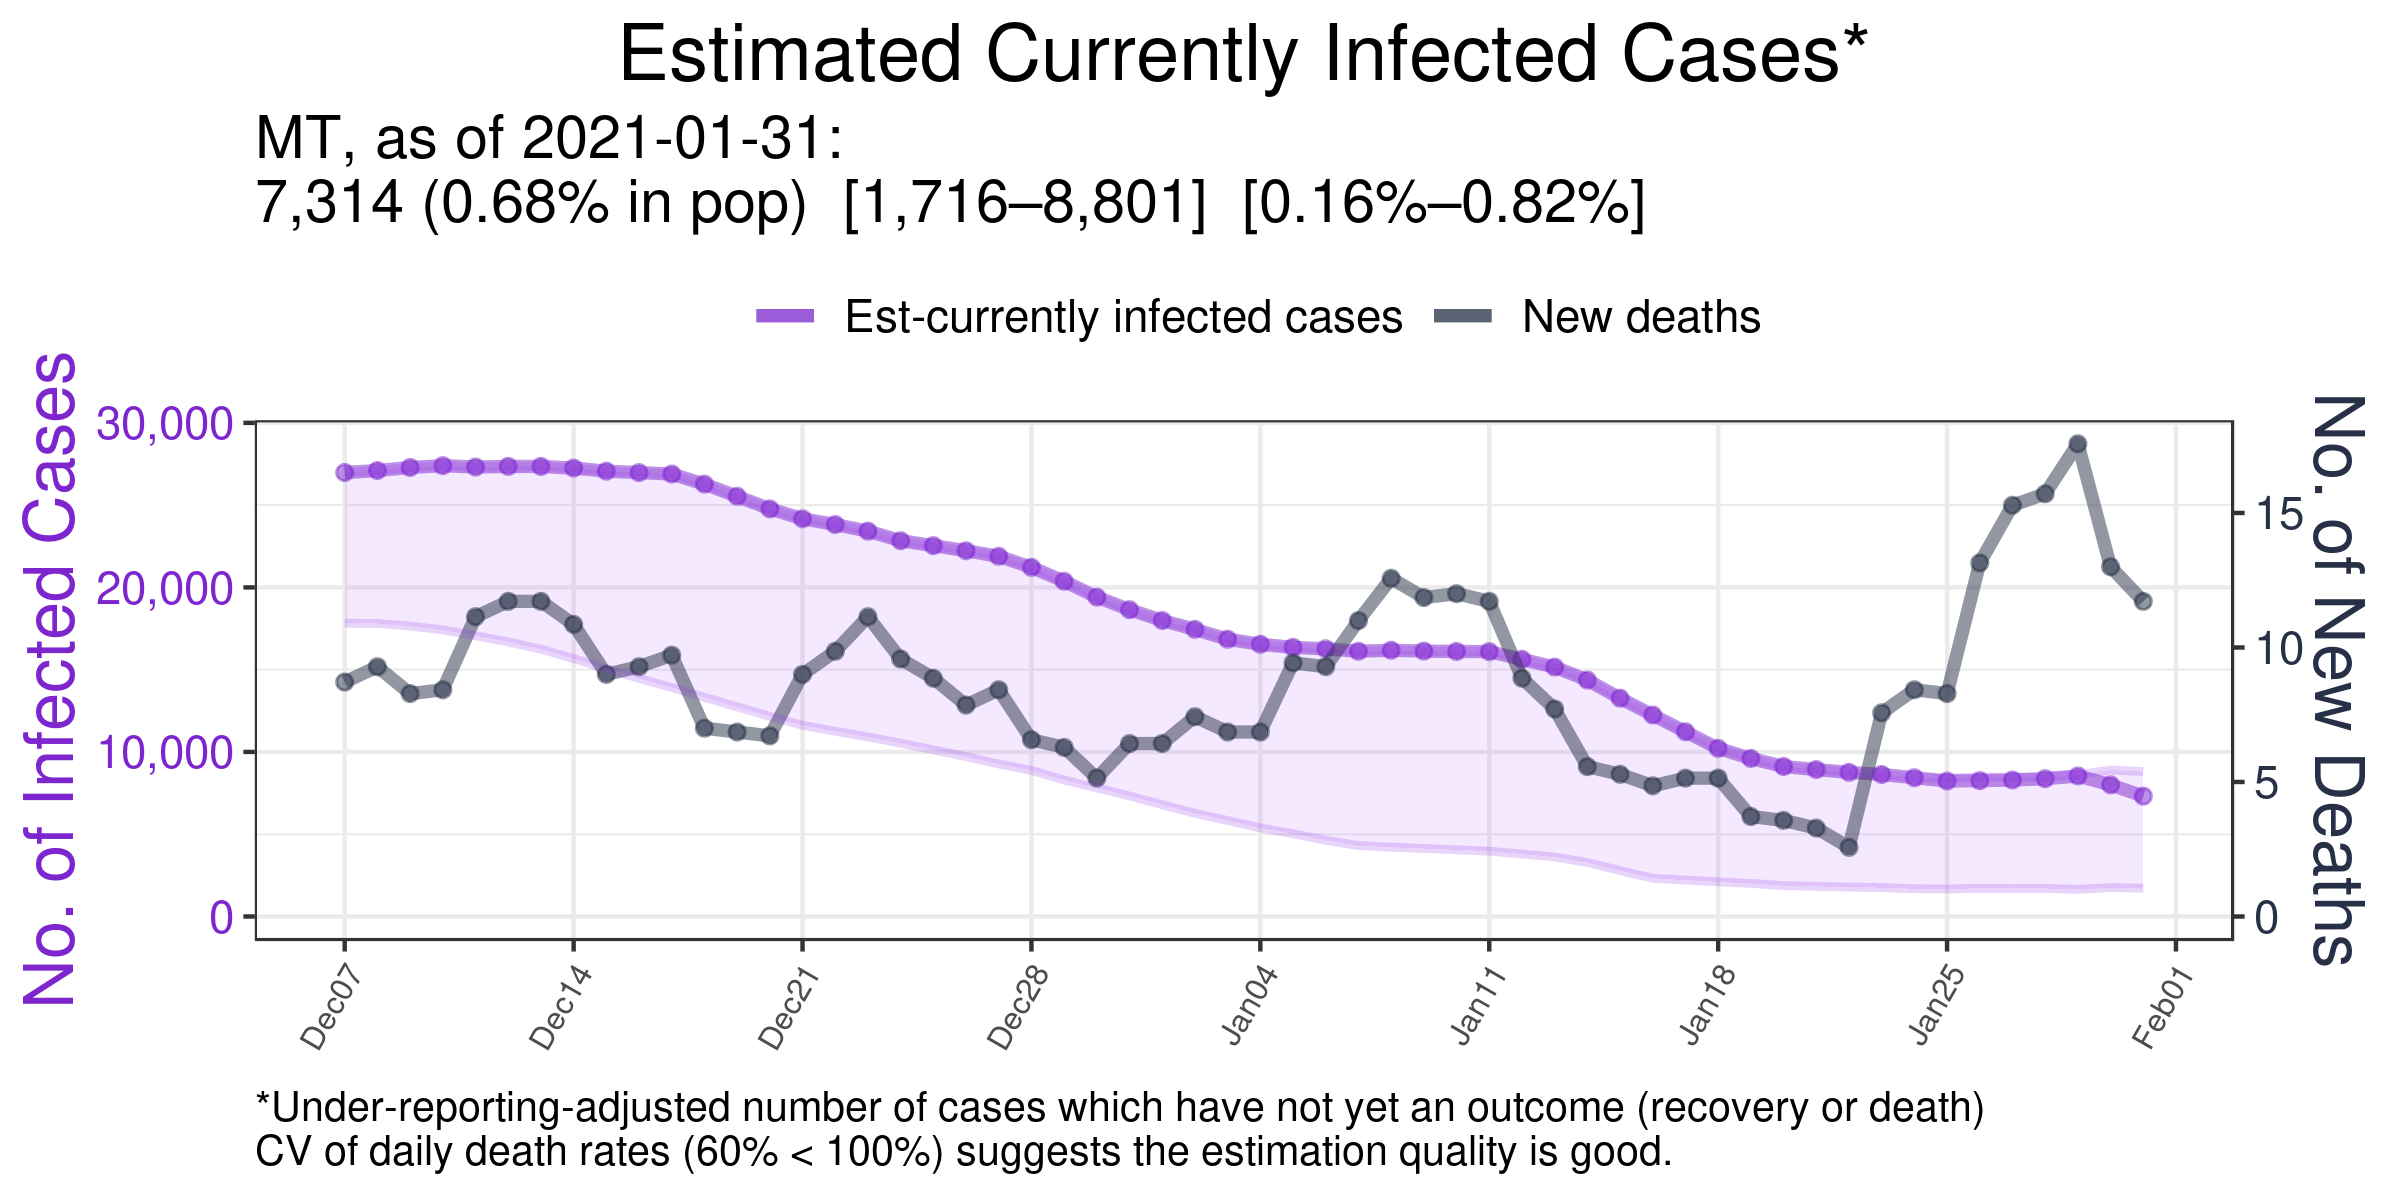 Estimated Currently Infected Cases*
MT, as of 2021-01-31:
7,314 (0.68% in pop)  [1,716–8,801]  [0.16%–0.82%]
Est-currently infected cases
New deaths
No. of Infected Cases
30,000
20,000
10,000
0
15
10
5
0
No. of New Deaths
Dec07
Dec14
Dec21
Dec28
Jan04
Jan11
Jan18
Jan25
Feb01
*Under-reporting-adjusted number of cases which have not yet an outcome (recovery or death)
CV of daily death rates (60% < 100%) suggests the estimation quality is good.